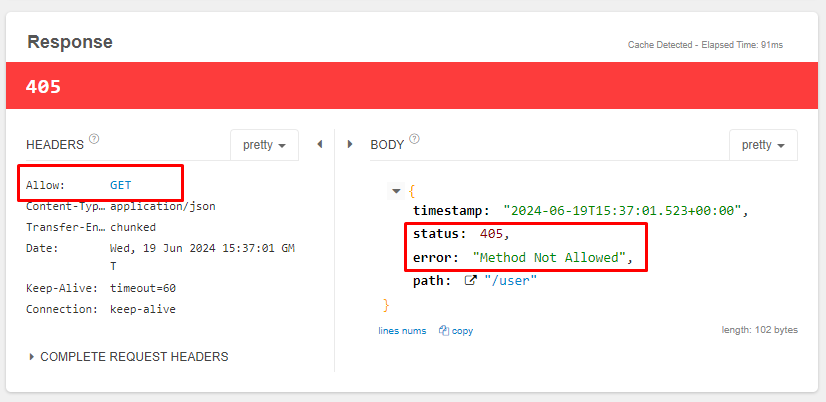 Response
Cache Detected - Elapsed Time: 91ms
405
HEADERS ?
pretty
BODY ?
pretty
Allow: GET
Content-Typ… application/json
Transfer-En… chunked
Date: Wed, 19 Jun 2024 15:37:01 GM
T
Keep-Alive: timeout=60
Connection: keep-alive
COMPLETE REQUEST HEADERS
{
timestamp: "2024-06-19T15:37:01.523+00:00",
status: 405,
error: "Method Not Allowed",
path: "/user"
}
lines nums copy
length: 102 bytes